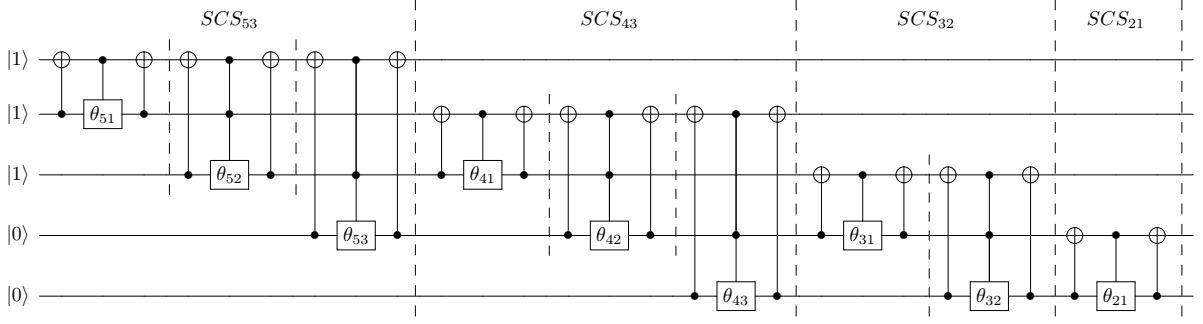 SCS₅₃ SCS₄₃ SCS₃₂ SCS₂₁
|1⟩
|1⟩ θ₅₁
|1⟩ θ₅₂ θ₄₁
|0⟩ θ₅₃ θ₄₂ θ₃₁
|0⟩ θ₄₃ θ₃₂ θ₂₁